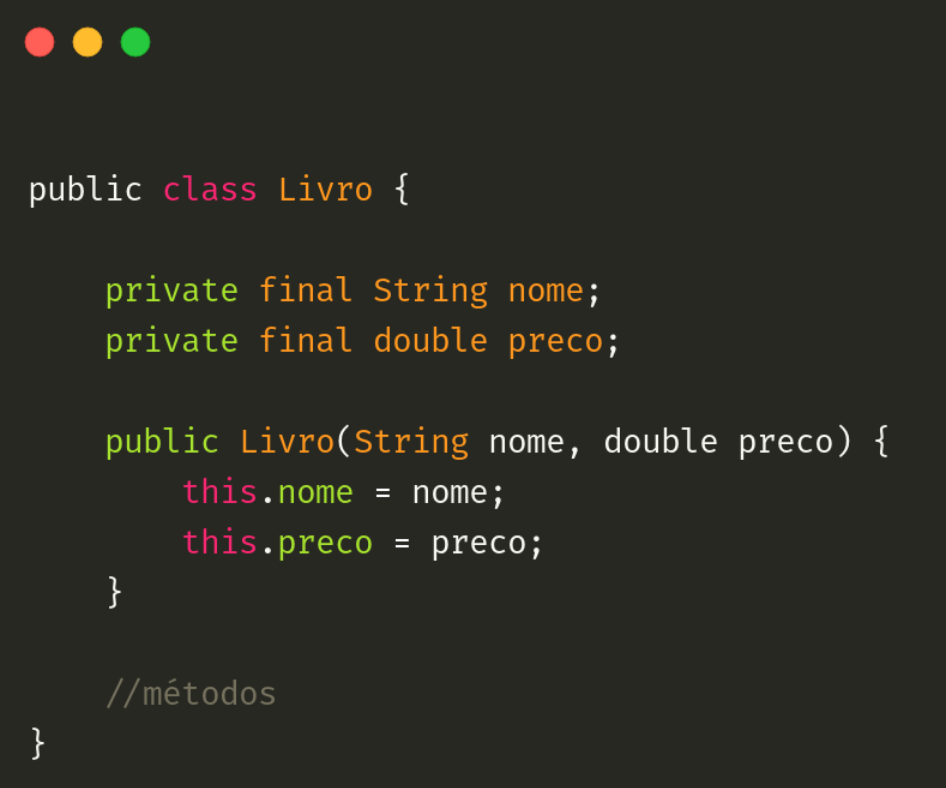 public class Livro {
    private final String nome;
    private final double preco;
    public Livro(String nome, double preco) {
        this.nome = nome;
        this.preco = preco;
    }
    //métodos
}